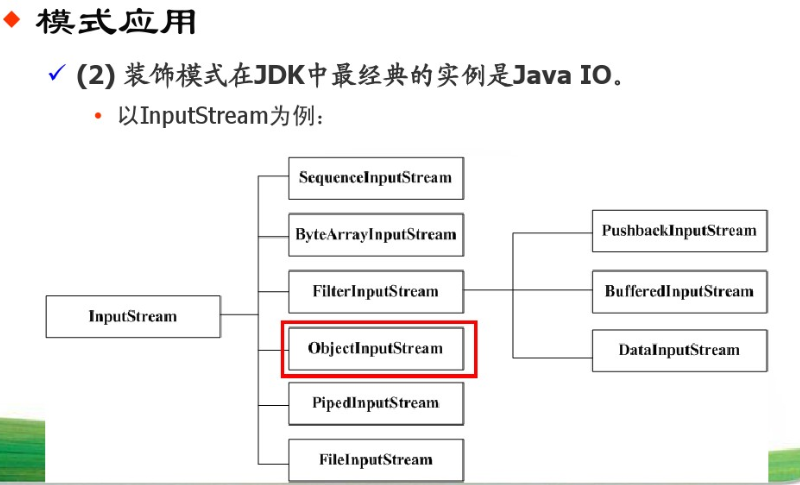 模式应用
(2) 装饰模式在JDK中最经典的实例是Java IO。
以InputStream为例：
SequenceInputStream
ByteArrayInputStream
PushbackInputStream
FilterInputStream
BufferedInputStream
InputStream
ObjectInputStream
DataInputStream
PipedInputStream
FileInputStream